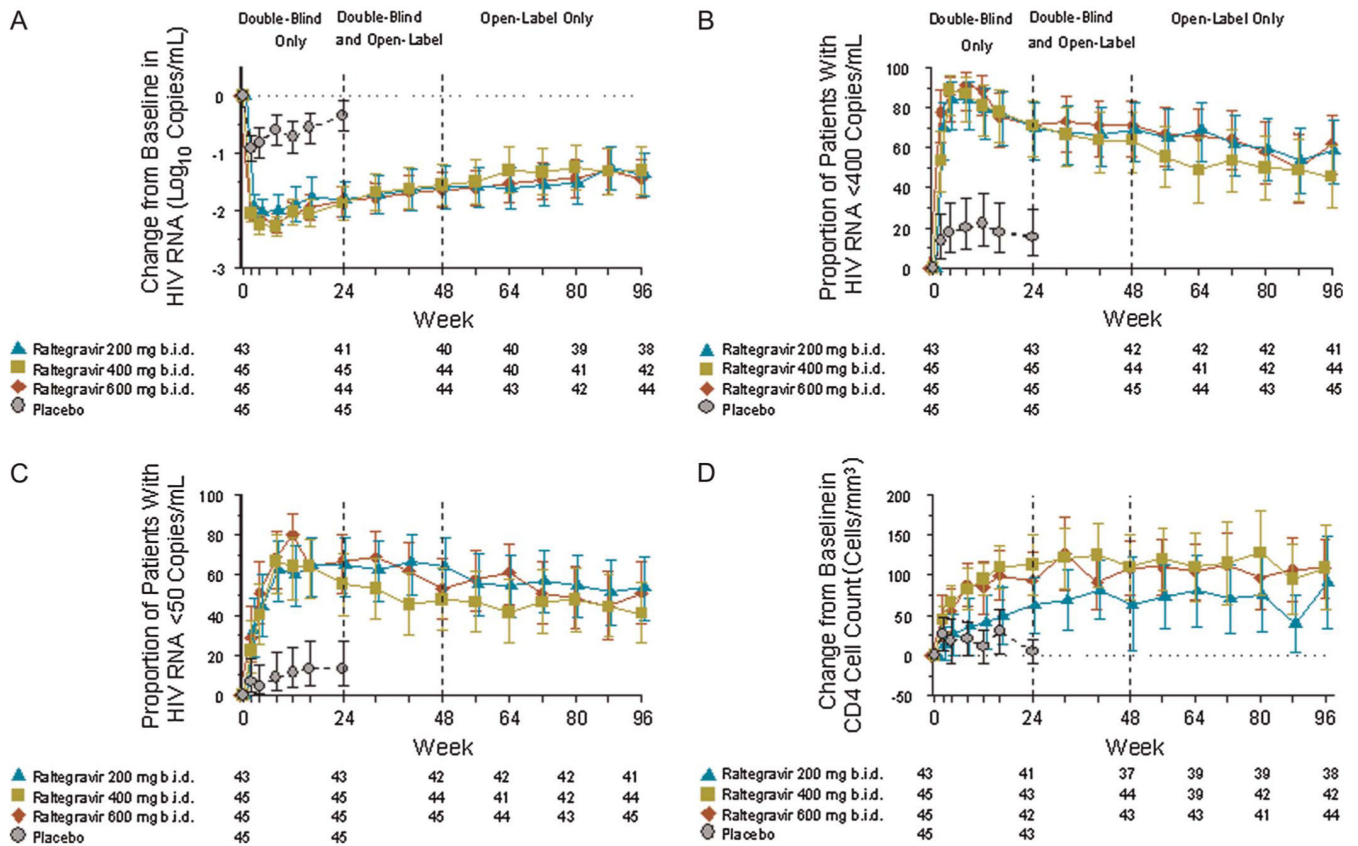 A
Double-Blind Only
Double-Blind and Open-Label
Open-Label Only
Change from Baseline in
HIV RNA (Log10 Copies/mL)
0
-1
-2
-3
0 24 48 64 80 96
Week
Raltegravir 200 mg b.i.d. 43 41 40 40 39 38
Raltegravir 400 mg b.i.d. 45 45 44 40 41 42
Raltegravir 600 mg b.i.d. 45 44 44 43 42 44
Placebo 45 45
B
Double-Blind Only
Double-Blind and Open-Label
Open-Label Only
Proportion of Patients With
HIV RNA <400 Copies/mL
100
80
60
40
20
0
0 24 48 64 80 96
Week
Raltegravir 200 mg b.i.d. 43 43 42 42 42 41
Raltegravir 400 mg b.i.d. 45 45 44 41 42 44
Raltegravir 600 mg b.i.d. 45 45 45 44 43 45
Placebo 45 45
C
Proportion of Patients With
HIV RNA <50 Copies/mL
100
80
60
40
20
0
0 24 48 64 80 96
Week
Raltegravir 200 mg b.i.d. 43 43 42 42 42 41
Raltegravir 400 mg b.i.d. 45 45 44 41 42 44
Raltegravir 600 mg b.i.d. 45 45 45 44 43 45
Placebo 45 45
D
Change from Baselinein
CD4 Cell Count (Cells/mm³)
200
150
100
50
0
-50
0 24 48 64 80 96
Week
Raltegravir 200 mg b.i.d. 43 41 37 39 39 38
Raltegravir 400 mg b.i.d. 45 43 44 39 42 42
Raltegravir 600 mg b.i.d. 45 42 43 43 41 44
Placebo 45 43